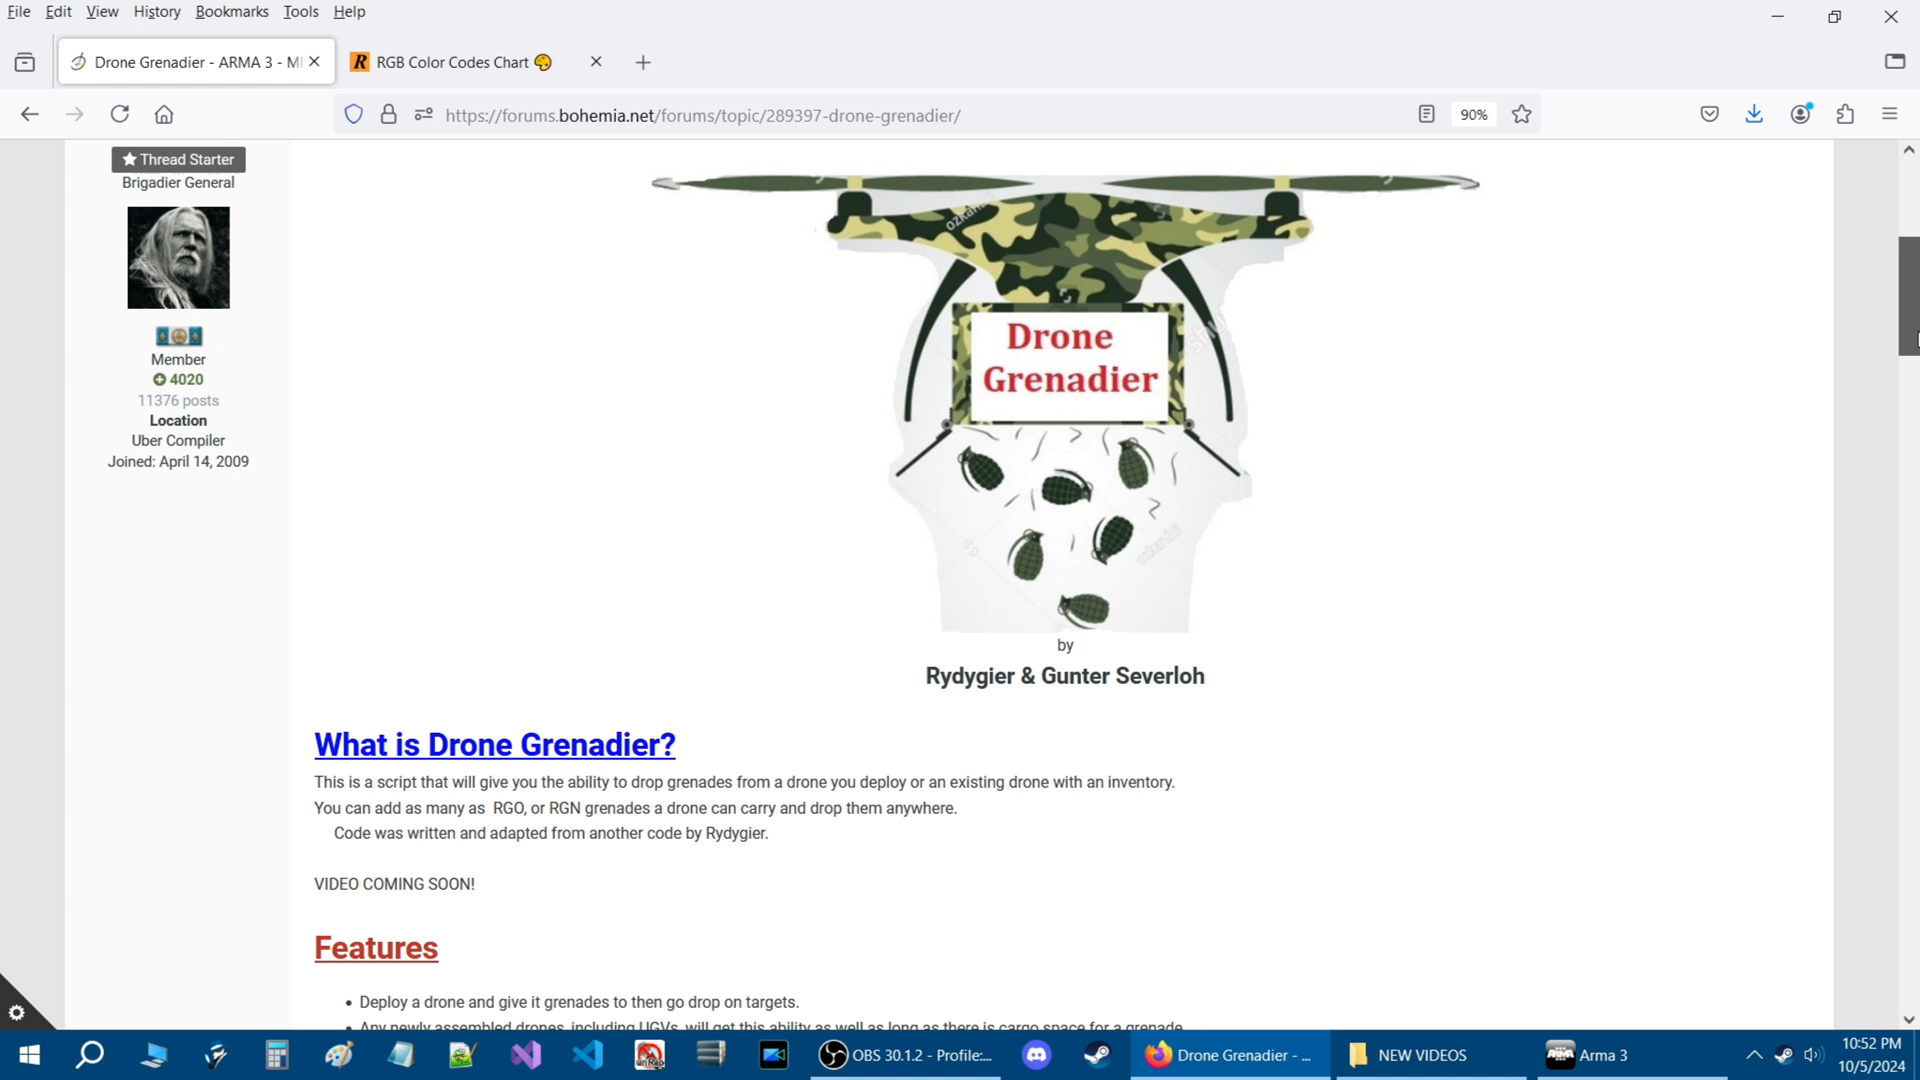 File Edit View History Bookmarks Tools Help
Drone Grenadier - ARMA 3 - MI
RGB Color Codes Chart
https://forums.bohemia.net/forums/topic/289397-drone-grenadier/
90%
Thread Starter
Brigadier General
Member
4020
11376 posts
Location
Uber Compiler
Joined: April 14, 2009
Drone
Grenadier
by
Rydygier & Gunter Severloh
What is Drone Grenadier?
This is a script that will give you the ability to drop grenades from a drone you deploy or an existing drone with an inventory.
You can add as many as RGO, or RGN grenades a drone can carry and drop them anywhere.
Code was written and adapted from another code by Rydygier.
VIDEO COMING SOON!
Features
• Deploy a drone and give it grenades to then go drop on targets.
• Any newly assembled drones, including UGVs, will get this ability as well as long as there is cargo space for a grenade
OBS 30.1.2 - Profile:...
Drone Grenadier - ...
NEW VIDEOS
Arma 3
10:52 PM
10/5/2024